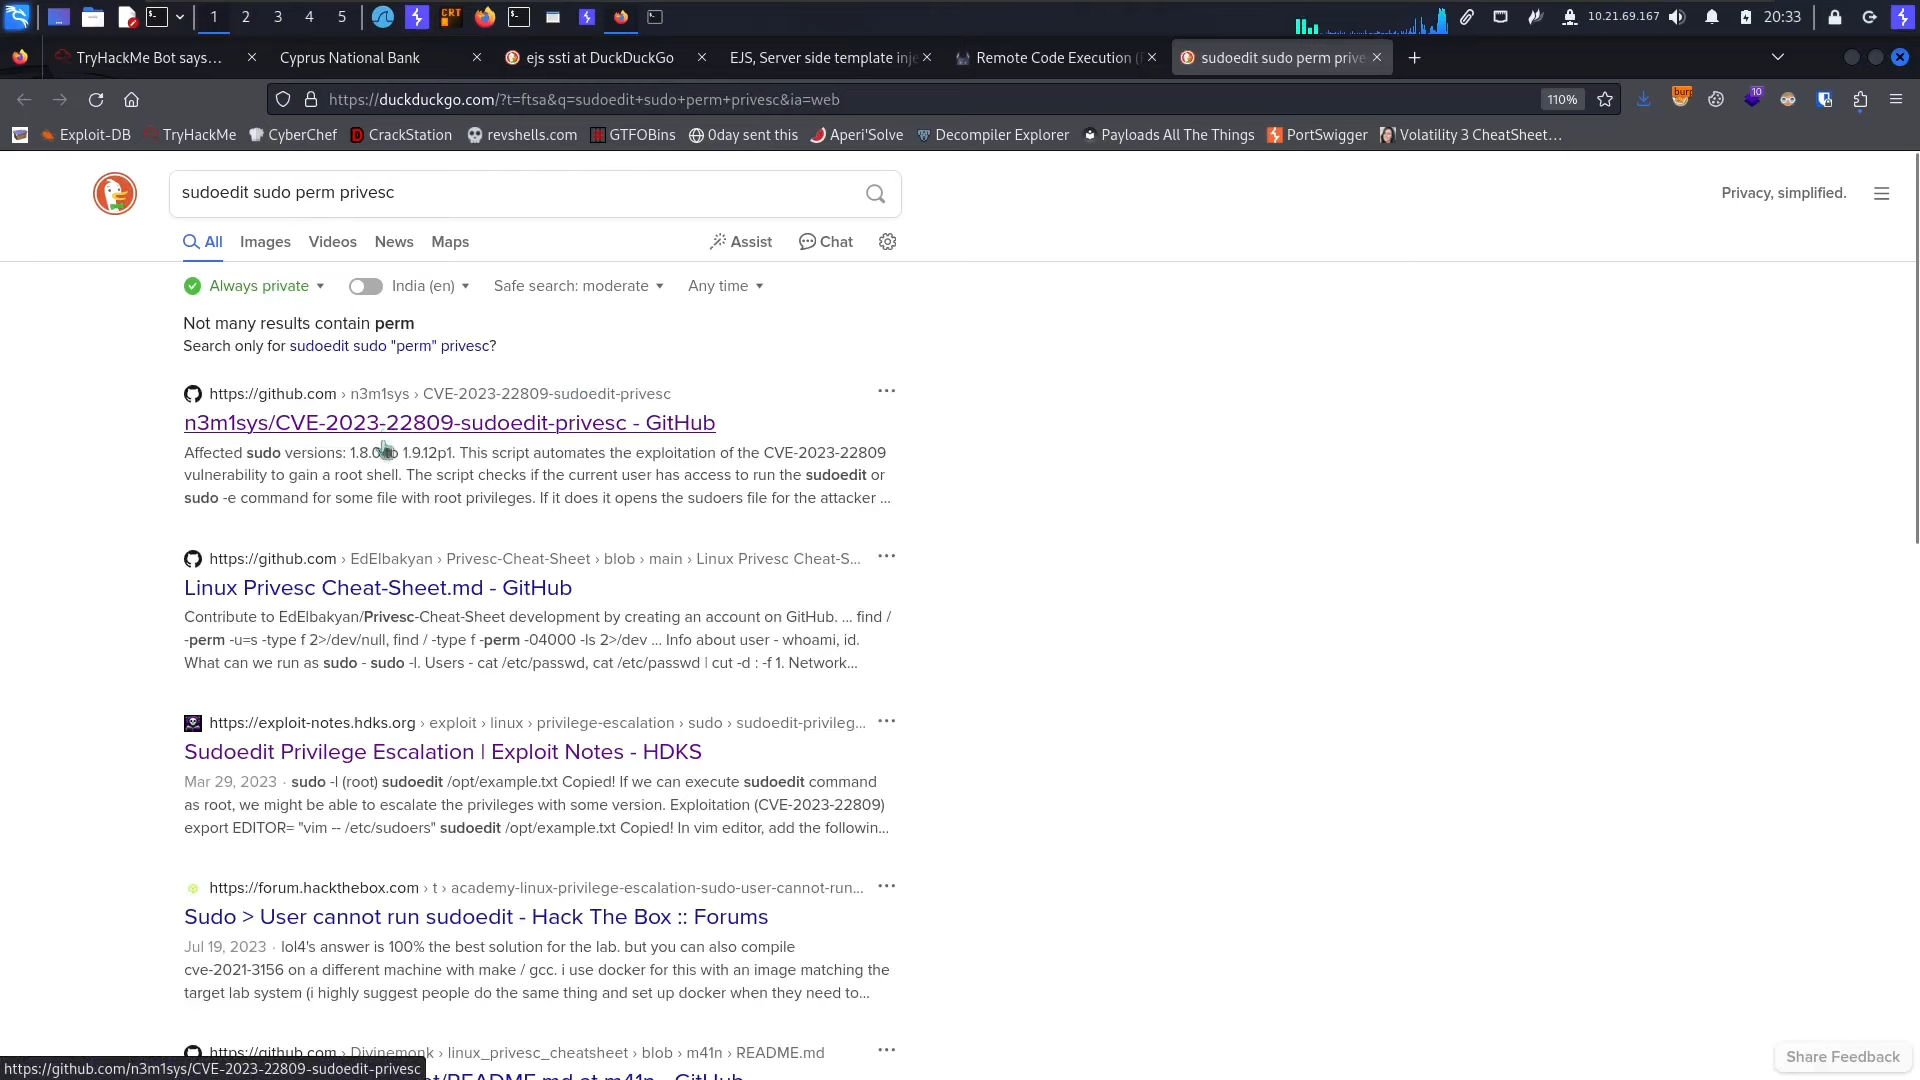 1 2 3 4 5 CRT 10.21.69.167 20:33
TryHackMe Bot says... Cyprus National Bank ejs ssti at DuckDuckGo EJS, Server side template inje Remote Code Execution ( sudoedit sudo perm prive
https://duckduckgo.com/?t=ftsa&q=sudoedit+sudo+perm+privesc&ia=web 110% burp 10
Exploit-DB TryHackMe CyberChef CrackStation revshells.com GTFOBins 0day sent this Aperi'Solve Decompiler Explorer Payloads All The Things PortSwigger Volatility 3 CheatSheet...
sudoedit sudo perm privesc Privacy, simplified.
All Images Videos News Maps Assist Chat
Always private India (en) Safe search: moderate Any time
Not many results contain perm
Search only for sudoedit sudo "perm" privesc?
https://github.com › n3m1sys › CVE-2023-22809-sudoedit-privesc
n3m1sys/CVE-2023-22809-sudoedit-privesc - GitHub
Affected sudo versions: 1.9.12p1. This script automates the exploitation of the CVE-2023-22809
vulnerability to gain a root shell. The script checks if the current user has access to run the sudoedit or
sudo -e command for some file with root privileges. If it does it opens the sudoers file for the attacker ...
https://github.com › EdElbakyan › Privesc-Cheat-Sheet › blob › main › Linux Privesc Cheat-S...
Linux Privesc Cheat-Sheet.md - GitHub
Contribute to EdElbakyan/Privesc-Cheat-Sheet development by creating an account on GitHub. ... find /
-perm -u=s -type f 2>/dev/null, find / -type f -perm -04000 -ls 2>/dev ... Info about user - whoami, id.
What can we run as sudo - sudo -l. Users - cat /etc/passwd, cat /etc/passwd | cut -d : -f 1. Network...
https://exploit-notes.hdks.org › exploit › linux › privilege-escalation › sudo › sudoedit-privileg...
Sudoedit Privilege Escalation | Exploit Notes - HDKS
Mar 29, 2023 · sudo -l (root) sudoedit /opt/example.txt Copied! If we can execute sudoedit command
as root, we might be able to escalate the privileges with some version. Exploitation (CVE-2023-22809)
export EDITOR= "vim -- /etc/sudoers" sudoedit /opt/example.txt Copied! In vim editor, add the followin...
https://forum.hackthebox.com › t › academy-linux-privilege-escalation-sudo-user-cannot-run...
Sudo > User cannot run sudoedit - Hack The Box :: Forums
Jul 19, 2023 · lol4's answer is 100% the best solution for the lab. but you can also compile
cve-2021-3156 on a different machine with make / gcc. i use docker for this with an image matching the
target lab system (i highly suggest people do the same thing and set up docker when they need to...
https://github.com › Divinemonk › linux_privesc_cheatsheet › blob › m41n › README.md
README.md at m41n - GitHub
https://github.com/n3m1sys/CVE-2023-22809-sudoedit-privesc
Share Feedback